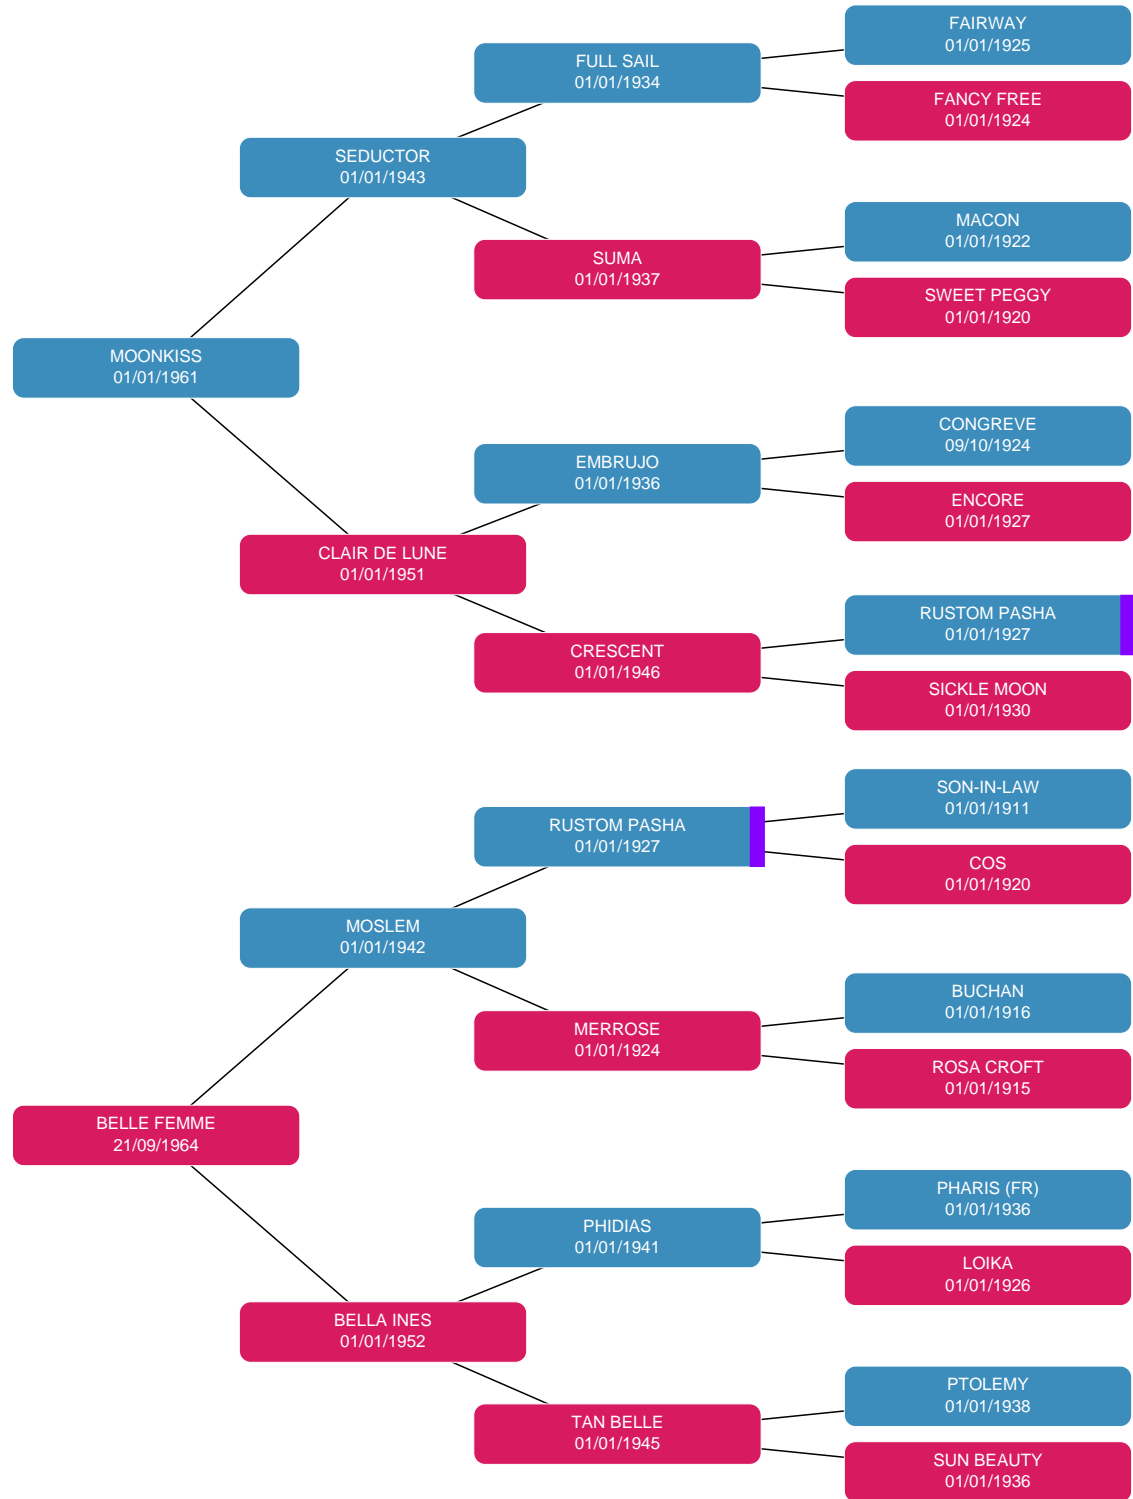 FAIRWAY
01/01/1925
FULL SAIL
01/01/1934
FANCY FREE
01/01/1924
SEDUCTOR
01/01/1943
MACON
01/01/1922
SUMA
01/01/1937
SWEET PEGGY
01/01/1920
MOONKISS
01/01/1961
CONGREVE
09/10/1924
EMBRUJO
01/01/1936
ENCORE
01/01/1927
CLAIR DE LUNE
01/01/1951
RUSTOM PASHA
01/01/1927
CRESCENT
01/01/1946
SICKLE MOON
01/01/1930
SON-IN-LAW
01/01/1911
RUSTOM PASHA
01/01/1927
COS
01/01/1920
MOSLEM
01/01/1942
BUCHAN
01/01/1916
MERROSE
01/01/1924
ROSA CROFT
01/01/1915
BELLE FEMME
21/09/1964
PHARIS (FR)
01/01/1936
PHIDIAS
01/01/1941
LOIKA
01/01/1926
BELLA INES
01/01/1952
PTOLEMY
01/01/1938
TAN BELLE
01/01/1945
SUN BEAUTY
01/01/1936